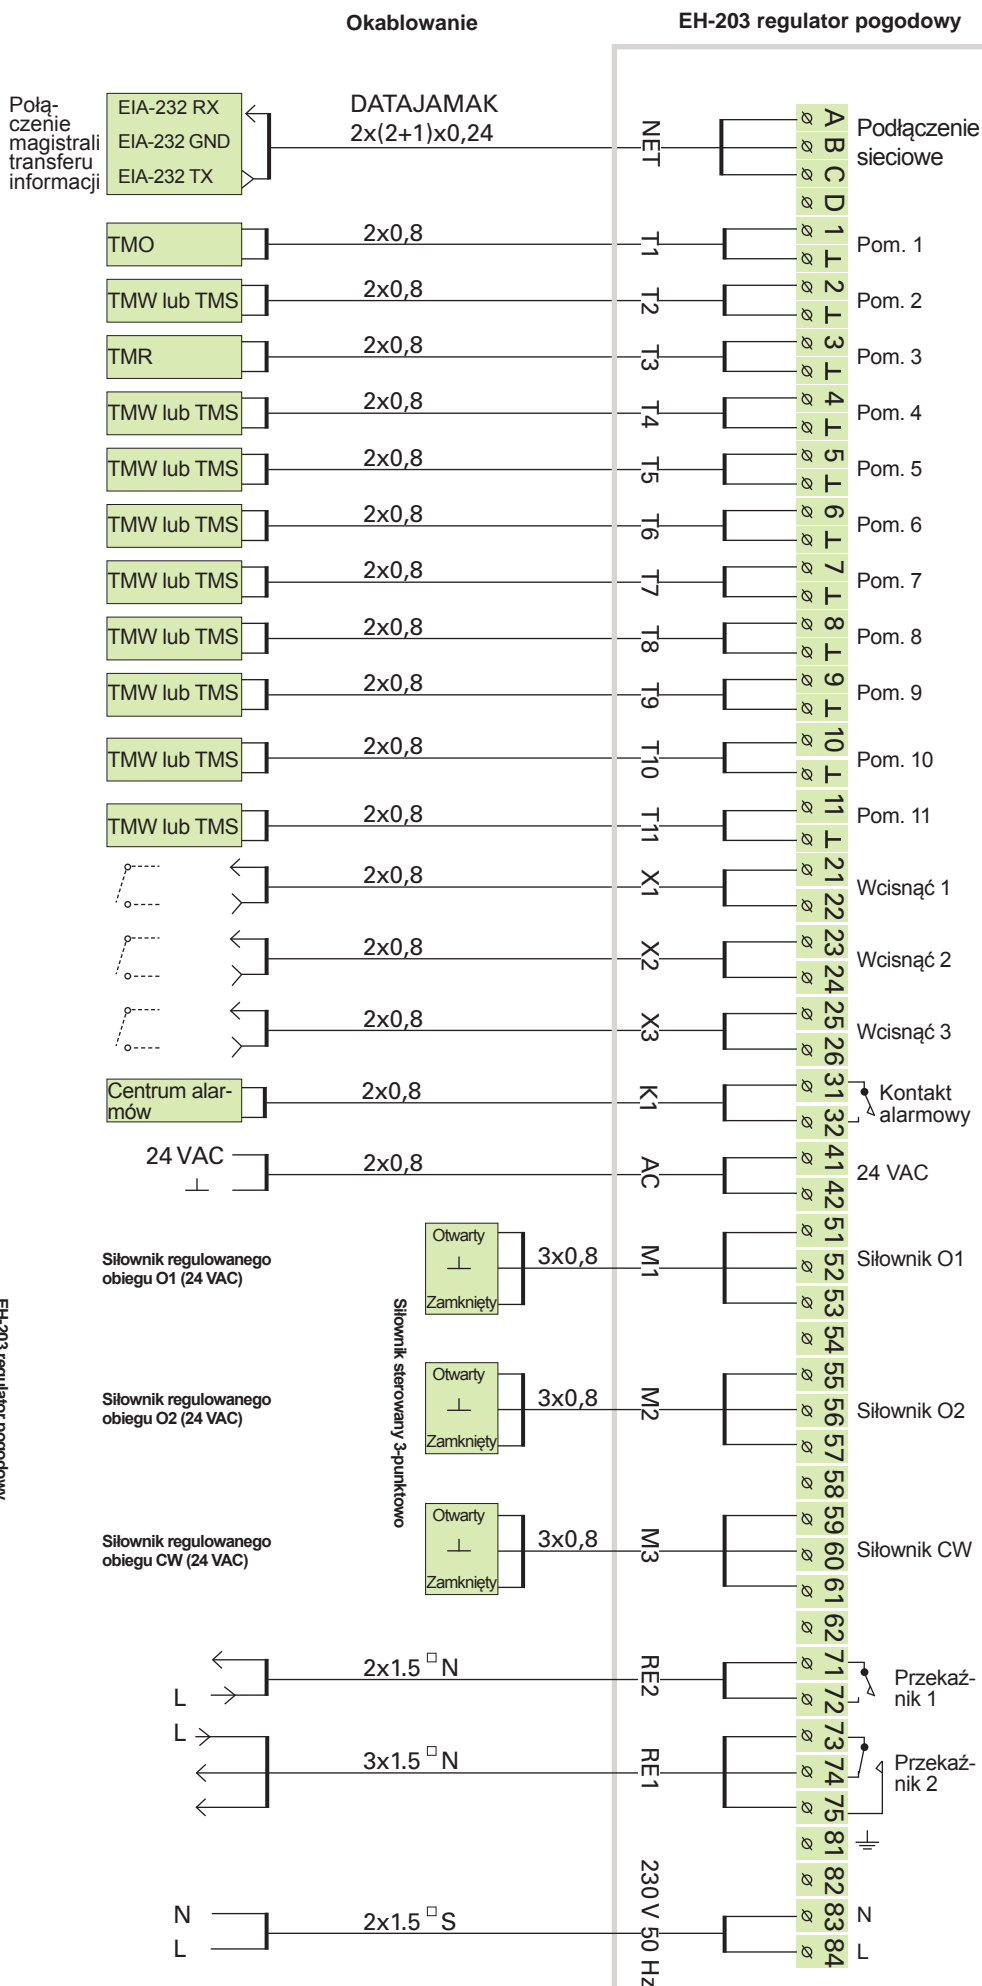 Okablowanie
EH-203 regulator pogodowy
Połą-
czenie
magistrali
transferu
informacji
EIA-232 RX
EIA-232 GND
EIA-232 TX
DATAJAMAK
2x(2+1)x0,24
NET
A
B
C
D
Podłączenie
sieciowe
TMO
2x0,8
T1
1
⊥
Pom. 1
TMW lub TMS
2x0,8
T2
2
⊥
Pom. 2
TMR
2x0,8
T3
3
⊥
Pom. 3
TMW lub TMS
2x0,8
T4
4
⊥
Pom. 4
TMW lub TMS
2x0,8
T5
5
⊥
Pom. 5
TMW lub TMS
2x0,8
T6
6
⊥
Pom. 6
TMW lub TMS
2x0,8
T7
7
⊥
Pom. 7
TMW lub TMS
2x0,8
T8
8
⊥
Pom. 8
TMW lub TMS
2x0,8
T9
9
⊥
Pom. 9
TMW lub TMS
2x0,8
T10
10
⊥
Pom. 10
TMW lub TMS
2x0,8
T11
11
⊥
Pom. 11
2x0,8
X1
21
22
Wcisnąć 1
2x0,8
X2
23
24
Wcisnąć 2
2x0,8
X3
25
26
Wcisnąć 3
Centrum alar-
mów
2x0,8
K1
31
32
Kontakt
alarmowy
24 VAC
⊥
2x0,8
AC
41
42
24 VAC
Siłownik regulowanego
obiegu O1 (24 VAC)
Otwarty
⊥
Zamknięty
3x0,8
M1
51
52
53
54
Siłownik O1
Siłownik sterowany 3-punktowo
EH-203 regulator pogodowy
Siłownik regulowanego
obiegu O2 (24 VAC)
Otwarty
⊥
Zamknięty
3x0,8
M2
55
56
57
58
Siłownik O2
Siłownik regulowanego
obiegu CW (24 VAC)
Otwarty
⊥
Zamknięty
3x0,8
M3
59
60
61
62
Siłownik CW
L
2x1.5 □ N
RE2
71
72
Przekaź-
nik 1
L
3x1.5 □ N
RE1
73
74
75
Przekaź-
nik 2
81
82
N
L
2x1.5 □ S
230 V 50 Hz
83
84
N
L